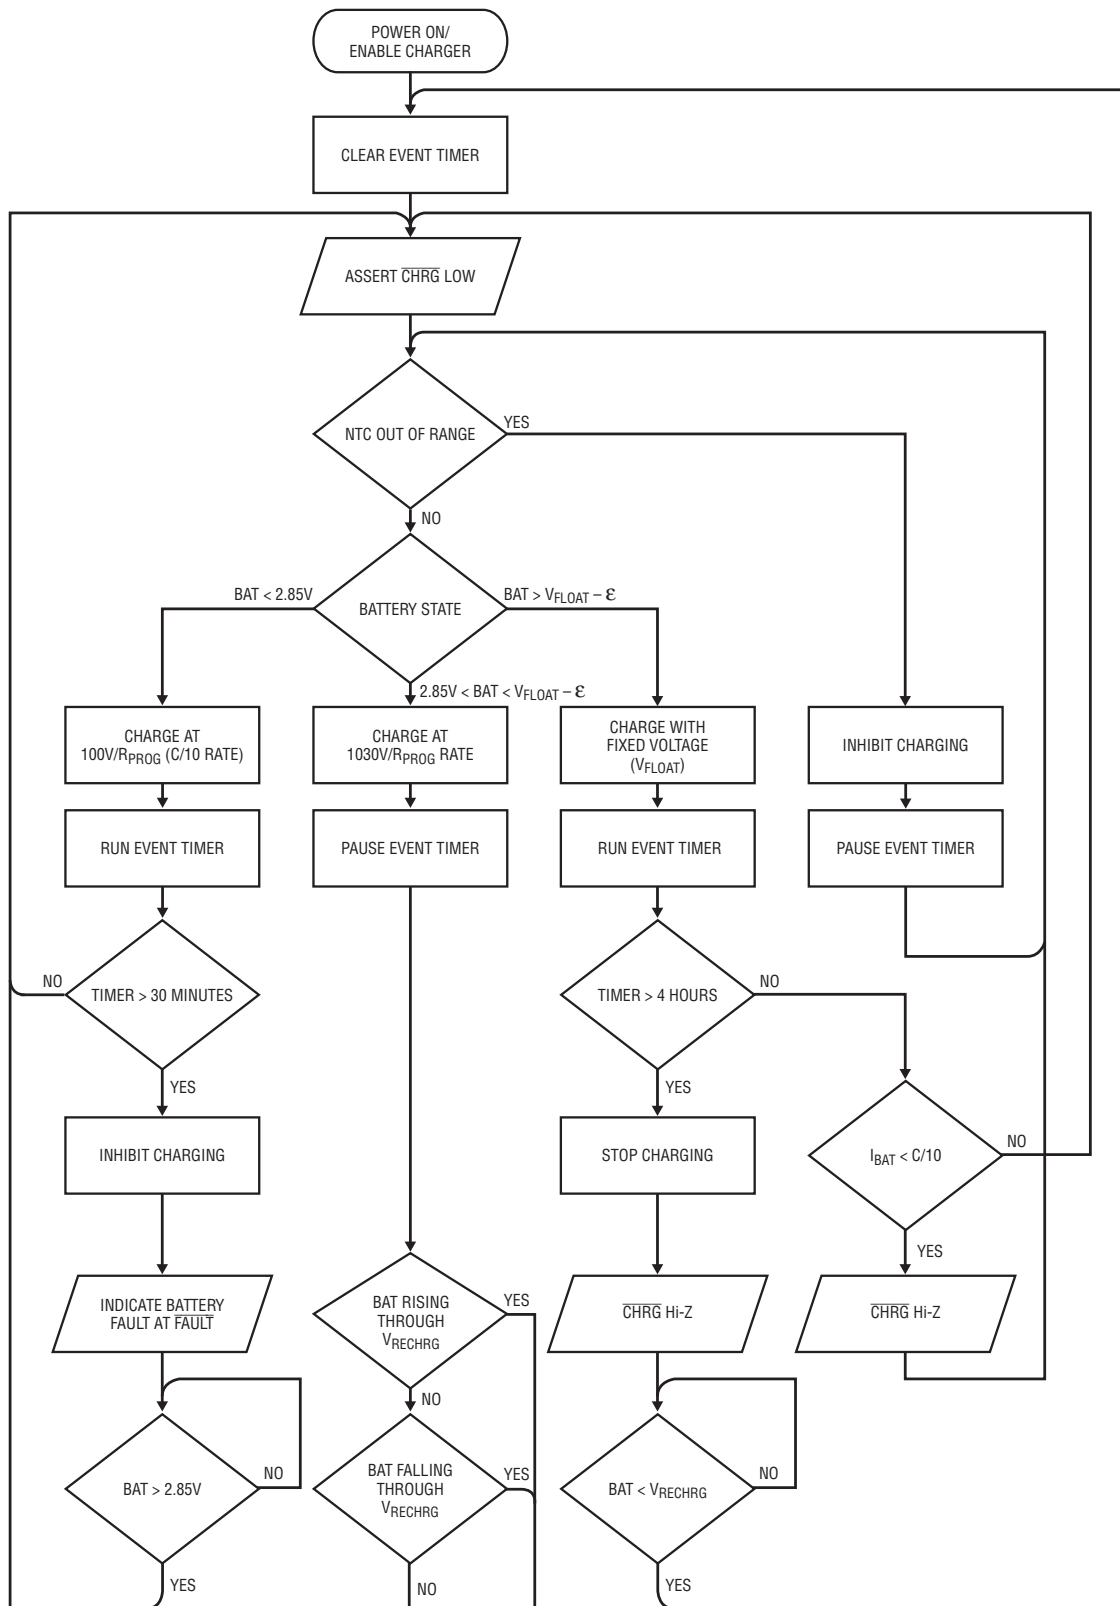 POWER ON/
ENABLE CHARGER
CLEAR EVENT TIMER
ASSERT C̅H̅R̅G̅ LOW
NTC OUT OF RANGE
YES
NO
BATTERY STATE
BAT < 2.85V
BAT > VFLOAT – ε
2.85V < BAT < VFLOAT – ε
CHARGE AT
100V/RPROG (C/10 RATE)
CHARGE AT
1030V/RPROG RATE
CHARGE WITH
FIXED VOLTAGE
(VFLOAT)
INHIBIT CHARGING
RUN EVENT TIMER
PAUSE EVENT TIMER
RUN EVENT TIMER
PAUSE EVENT TIMER
NO
TIMER > 30 MINUTES
YES
TIMER > 4 HOURS
NO
YES
INHIBIT CHARGING
STOP CHARGING
IBAT < C/10
NO
YES
INDICATE BATTERY
FAULT AT F̅A̅U̅L̅T̅
BAT RISING
THROUGH
VRECHRG
YES
NO
C̅H̅R̅G̅ Hi-Z
C̅H̅R̅G̅ Hi-Z
BAT > 2.85V
NO
YES
BAT FALLING
THROUGH
VRECHRG
YES
NO
BAT < VRECHRG
NO
YES